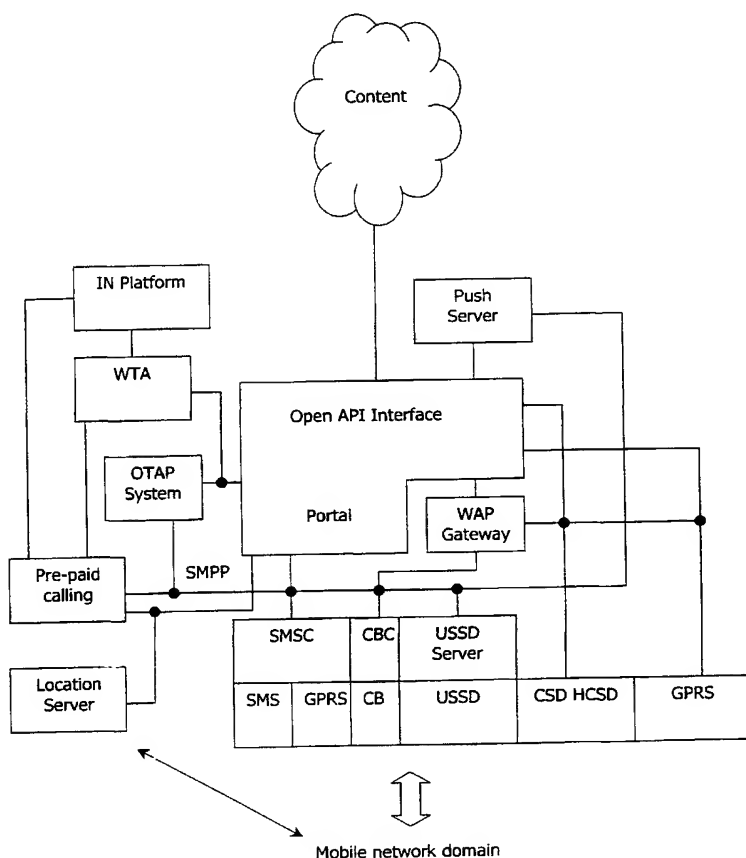 Content
IN Platform
Push
Server
WTA
Open API Interface
OTAP
System
Portal
WAP
Gateway
SMPP
Pre-paid
calling
SMSC
CBC
USSD
Server
Location
Server
SMS
GPRS
CB
USSD
CSD HCSD
GPRS
Mobile network domain